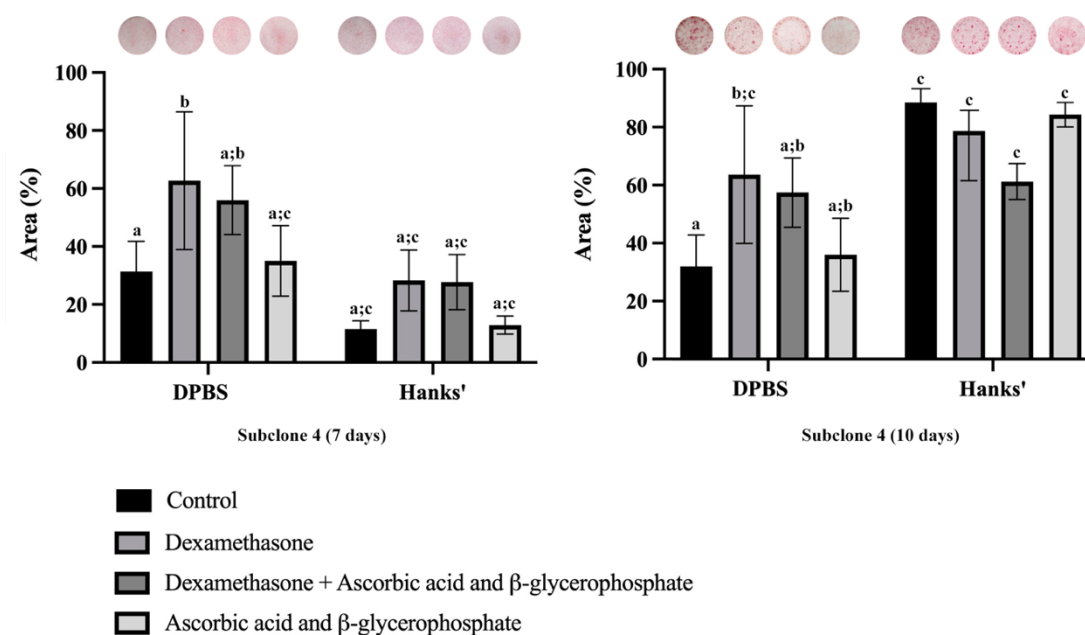 100
80
60
40
20
0
Area (%)
a
b
a;b
a;c
a;c
a;c
a;c
a;c
DPBS
Hanks'
Subclone 4 (7 days)
100
80
60
40
20
0
Area (%)
a
b;c
a;b
a;b
c
c
c
c
DPBS
Hanks'
Subclone 4 (10 days)
Control
Dexamethasone
Dexamethasone + Ascorbic acid and β-glycerophosphate
Ascorbic acid and β-glycerophosphate